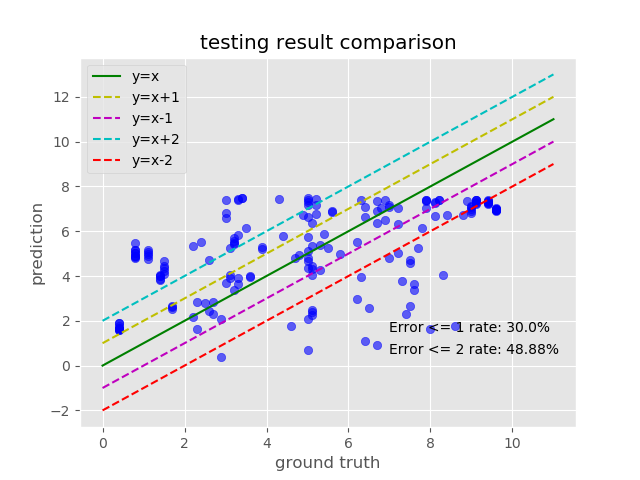 testing result comparison
y=x
y=x+1
y=x-1
y=x+2
y=x-2
12
10
8
6
4
2
0
−2
prediction
Error <= 1 rate: 30.0%
Error <= 2 rate: 48.88%
0 2 4 6 8 10
ground truth